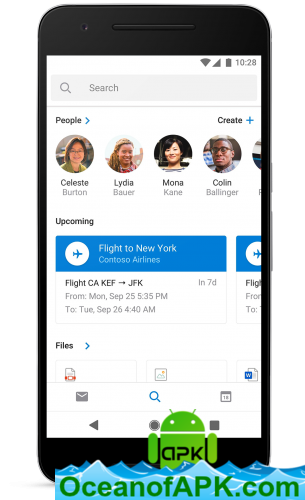 10:28
Search
People Create +
Celeste Lydia Mona Colin
Burton Bauer Kane Ballinger
Upcoming
Flight to New York
Contoso Airlines
Flight CA KEF → JFK In 7d
From: Mon, Sep 25 5:35 PM
To: Tue, Sep 26 4:40 AM
Files
apk
OceanofAPK.com